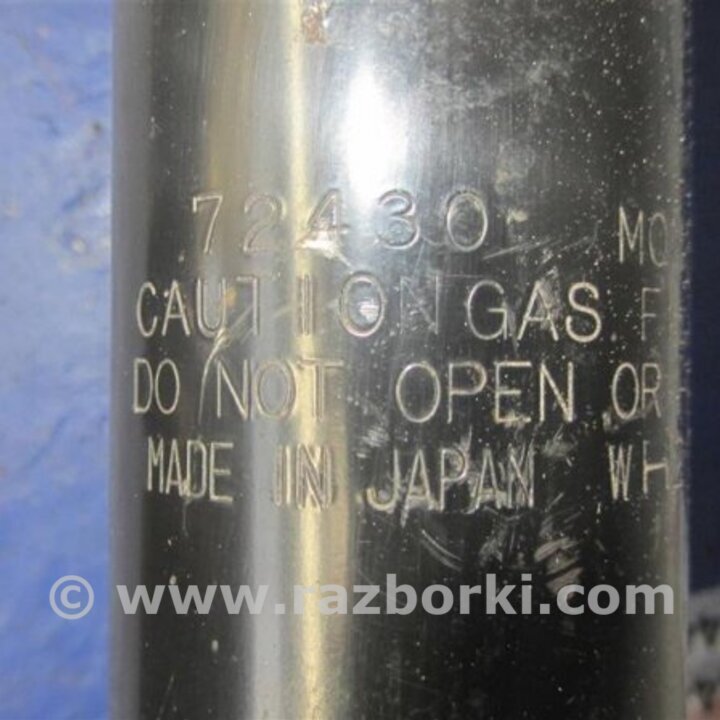 72430 MO
CAUTION GAS F
DO NOT OPEN OR
MADE IN JAPAN WH
© www.razborki.com